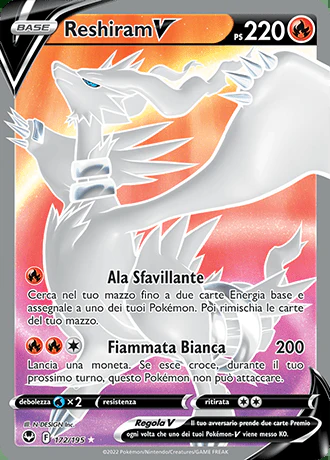 BASE
Reshiram V
PS 220
Ala Sfavillante
Cerca nel tuo mazzo fino a due carte Energia base e
assegnale a uno dei tuoi Pokémon. Poi rimischia le
carte del tuo mazzo.
Fiammata Bianca 200
Lancia una moneta. Se esce croce, durante il tuo
prossimo turno, questo Pokémon non può attaccare.
debolezza ×2 resistenza ritirata
Ill. N-DESIGN Inc.
Regola V Il tuo avversario prende due carte Premio
ogni volta che uno dei tuoi Pokémon-V viene messo KO.
F 172/195 ★
©2022 Pokémon/Nintendo/Creatures/GAME FREAK